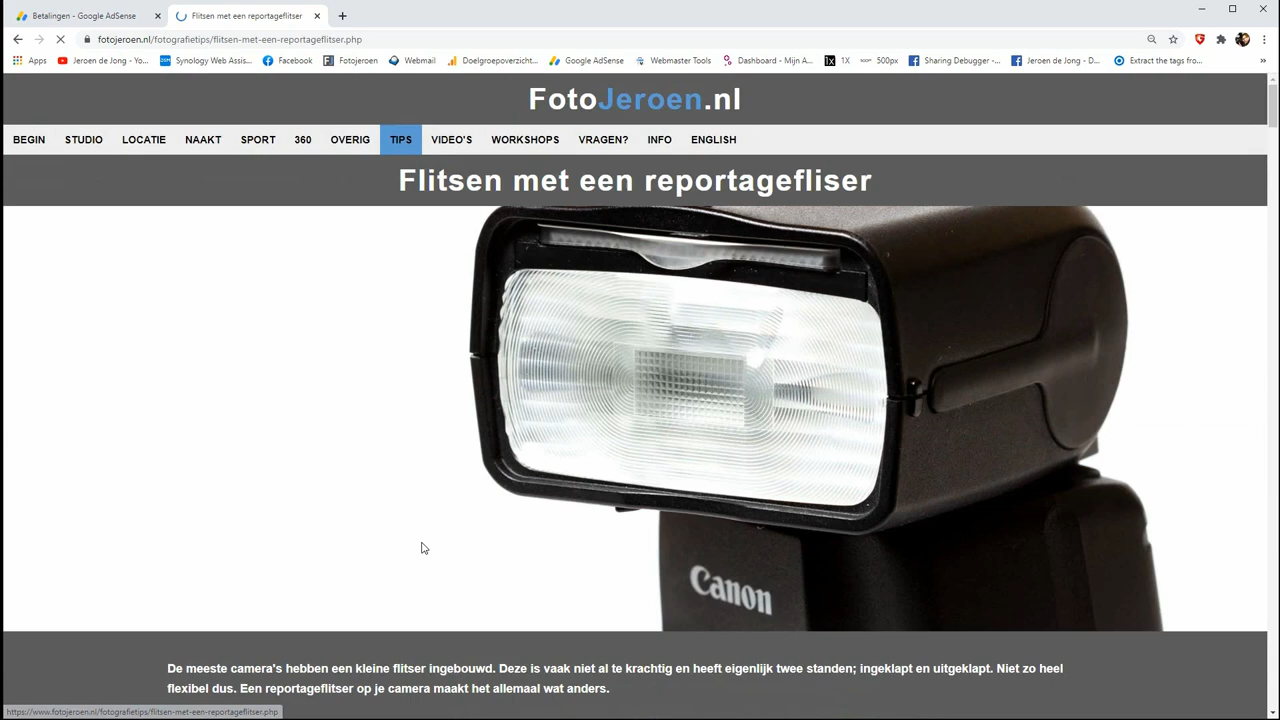 Betalingen - Google AdSense
Flitsen met een reportageflitser
fotojeroen.nl/fotografietips/flitsen-met-een-reportageflitser.php
Apps
Jeroen de Jong - Yo...
Synology Web Assis...
Facebook
Fotojeroen
Webmail
Doelgroepoverzicht...
Google AdSense
Webmaster Tools
Dashboard - Mijn A...
1x
1X
500px
Sharing Debugger -...
Jeroen de Jong - D...
Extract the tags from...
»
FotoJeroen.nl
BEGIN STUDIO LOCATIE NAAKT SPORT 360 OVERIG TIPS VIDEO'S WORKSHOPS VRAGEN? INFO ENGLISH
Flitsen met een reportagefliser
Canon
De meeste camera's hebben een kleine flitser ingebouwd. Deze is vaak niet al te krachtig en heeft eigenlijk twee standen; ingeklapt en uitgeklapt. Niet zo heel
flexibel dus. Een reportageflitser op je camera maakt het allemaal wat anders.
https://www.fotojeroen.nl/fotografietips/flitsen-met-een-reportageflitser.php